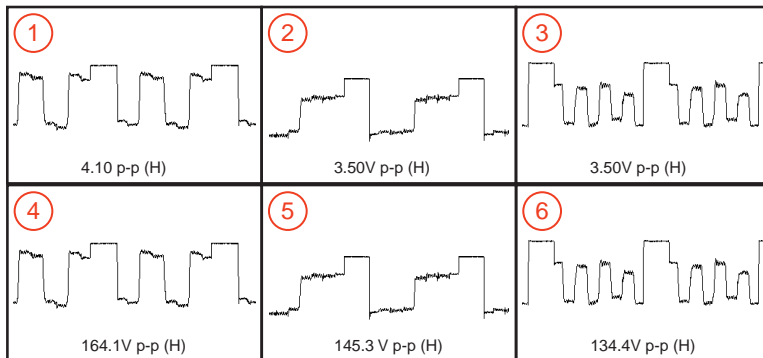 1
2
3
4.10 p-p (H)
3.50V p-p (H)
3.50V p-p (H)
4
5
6
164.1V p-p (H)
145.3 V p-p (H)
134.4V p-p (H)